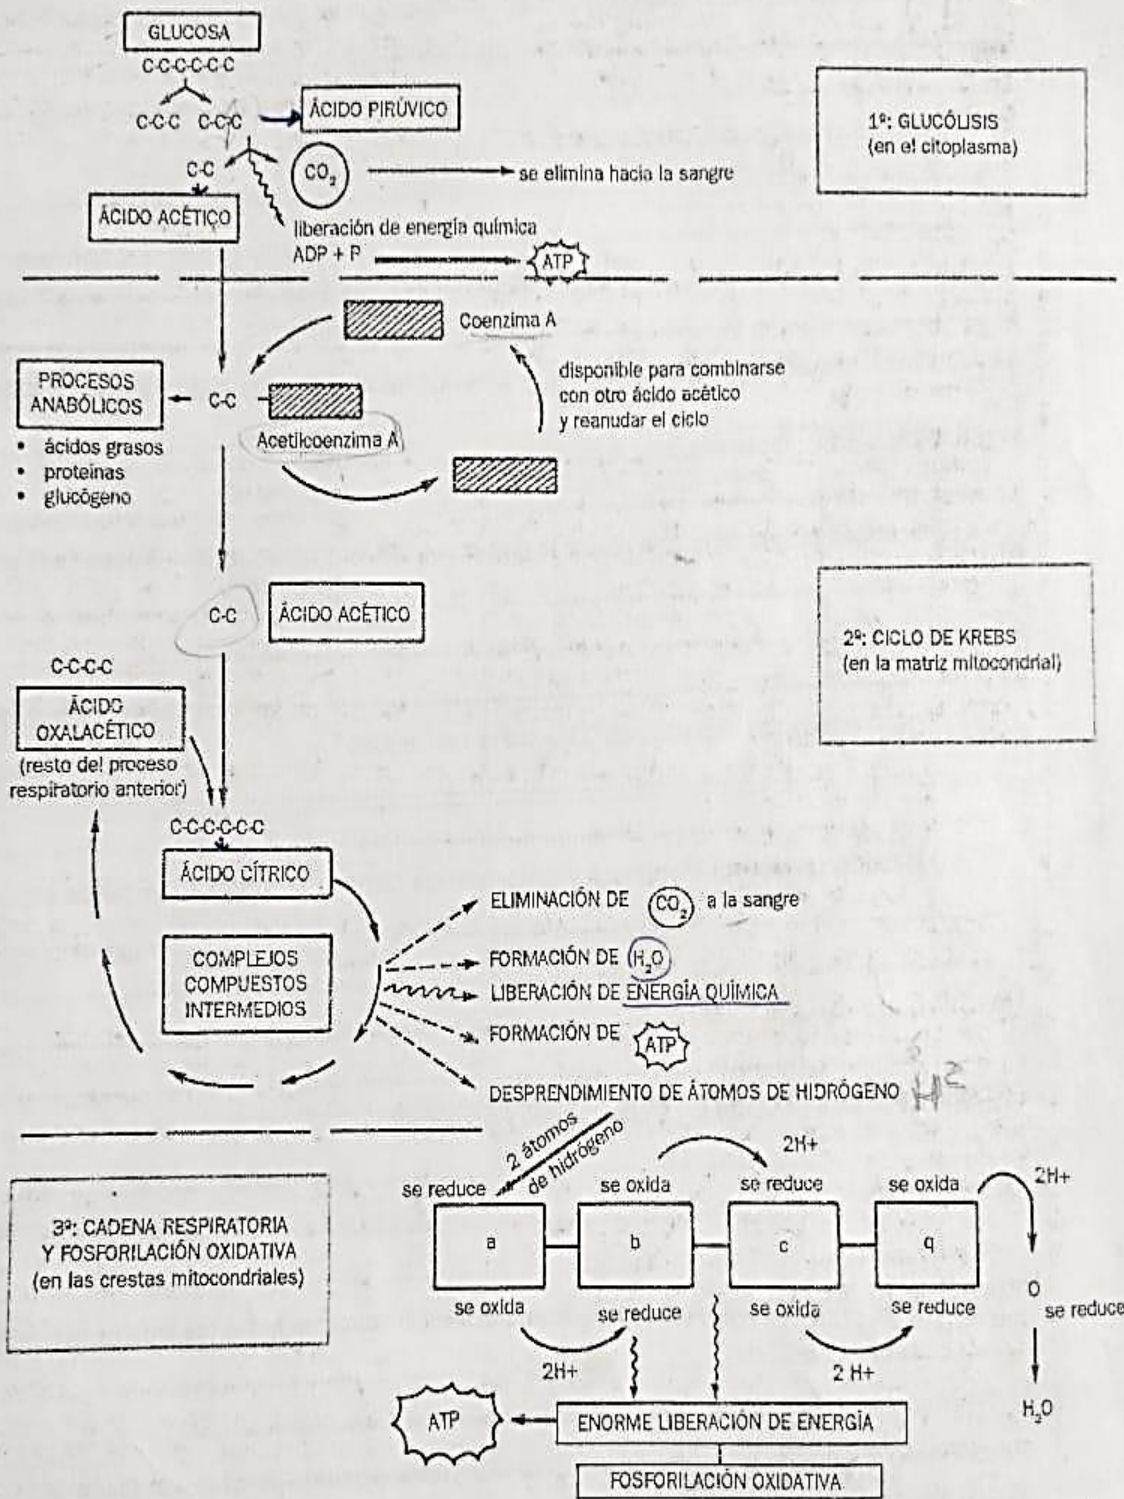 GLUCOSA
C-C-C-C-C-C
C-C-C C-C-C
ÁCIDO PIRÚVICO
1ª: GLUCÓLISIS
(en el citoplasma)
C-C
CO₂
se elimina hacia la sangre
ÁCIDO ACÉTICO
liberación de energía química
ADP + P
ATP
Coenzima A
disponible para combinarse
con otro ácido acético
y reanudar el ciclo
PROCESOS
ANABÓLICOS
C-C
Acetilcoenzima A
• ácidos grasos
• proteínas
• glucógeno
C-C
ÁCIDO ACÉTICO
2ª: CICLO DE KREBS
(en la matriz mitocondrial)
C-C-C-C
ÁCIDO
OXALACÉTICO
(resto del proceso
respiratorio anterior)
C-C-C-C-C-C
ÁCIDO CÍTRICO
COMPLEJOS
COMPUESTOS
INTERMEDIOS
ELIMINACIÓN DE CO₂ a la sangre
FORMACIÓN DE H₂O
LIBERACIÓN DE ENERGÍA QUÍMICA
FORMACIÓN DE ATP
DESPRENDIMIENTO DE ÁTOMOS DE HIDRÓGENO H²
2 átomos
de hidrógeno
3ª: CADENA RESPIRATORIA
Y FOSFORILACIÓN OXIDATIVA
(en las crestas mitocondriales)
2H+
2H+
se reduce
se oxida
se reduce
se oxida
a
b
c
q
O
se oxida
se reduce
se oxida
se reduce
se reduce
2H+
2 H+
H₂O
ATP
ENORME LIBERACIÓN DE ENERGÍA
FOSFORILACIÓN OXIDATIVA